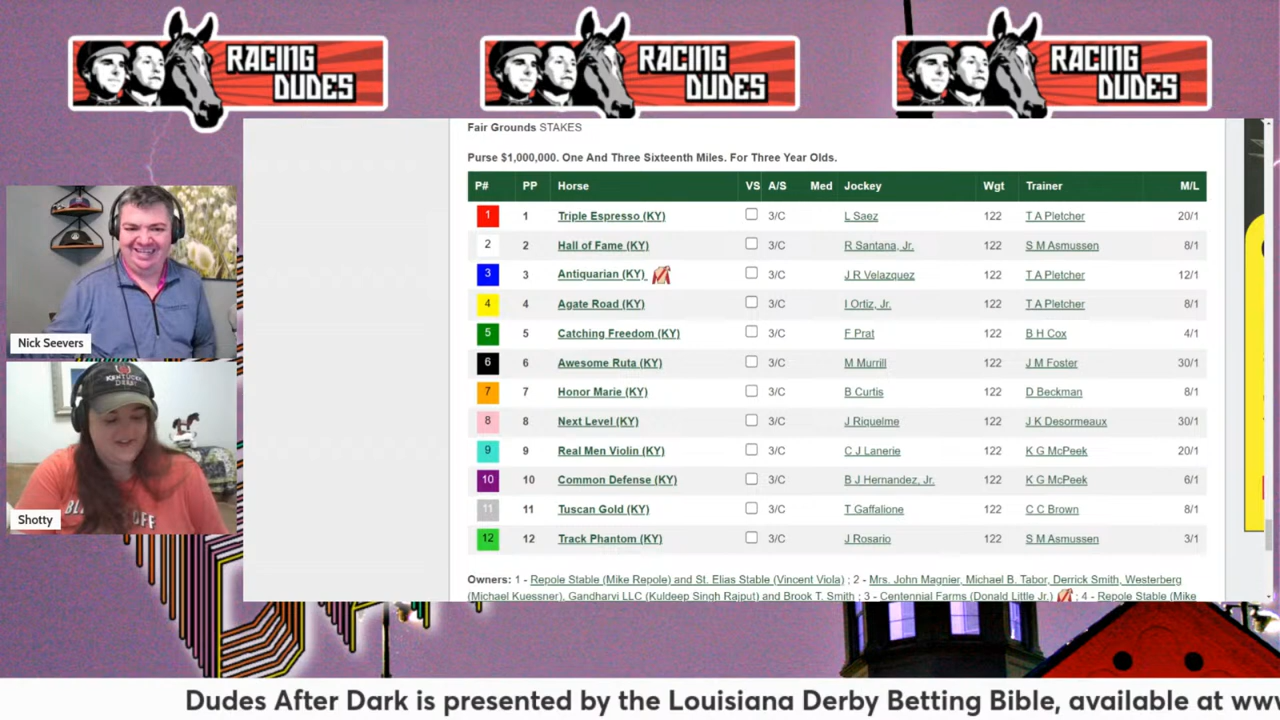 RACING
DUDES
RACING
DUDES
RACING
DUDES
Fair Grounds STAKES
Purse $1,000,000. One And Three Sixteenth Miles. For Three Year Olds.
P# PP Horse VS A/S Med Jockey Wgt Trainer M/L
1 1 Triple Espresso (KY) 3/C L Saez 122 T A Pletcher 20/1
2 2 Hall of Fame (KY) 3/C R Santana, Jr. 122 S M Asmussen 8/1
3 3 Antiquarian (KY) 3/C J R Velazquez 122 T A Pletcher 12/1
4 4 Agate Road (KY) 3/C I Ortiz, Jr. 122 T A Pletcher 8/1
5 5 Catching Freedom (KY) 3/C F Prat 122 B H Cox 4/1
6 6 Awesome Ruta (KY) 3/C M Murrill 122 J M Foster 30/1
7 7 Honor Marie (KY) 3/C B Curtis 122 D Beckman 8/1
8 8 Next Level (KY) 3/C J Riquelme 122 J K Desormeaux 30/1
9 9 Real Men Violin (KY) 3/C C J Lanerie 122 K G McPeek 20/1
10 10 Common Defense (KY) 3/C B J Hernandez, Jr. 122 K G McPeek 6/1
11 11 Tuscan Gold (KY) 3/C T Gaffalione 122 C C Brown 8/1
12 12 Track Phantom (KY) 3/C J Rosario 122 S M Asmussen 3/1
Owners: 1 - Repole Stable (Mike Repole) and St. Elias Stable (Vincent Viola) ; 2 - Mrs. John Magnier, Michael B. Tabor, Derrick Smith, Westerberg
(Michael Kuessner), Gandharvi LLC (Kuldeep Singh Rajput) and Brook T. Smith ; 3 - Centennial Farms (Donald Little Jr.) ; 4 - Repole Stable (Mike
Nick Seevers
KENTUCKY
DERBY
Shotty
Dudes After Dark is presented by the Louisiana Derby Betting Bible, available at www